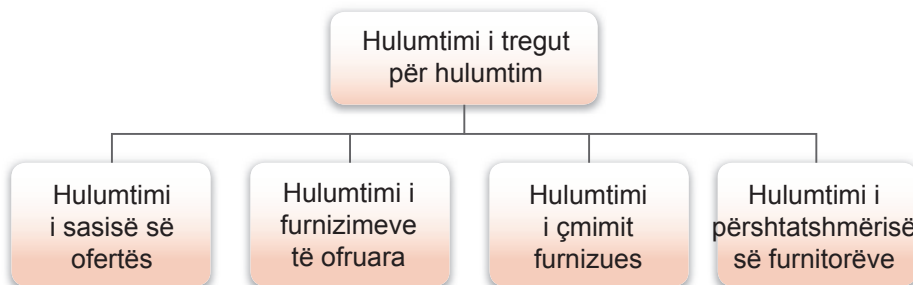 Hulumtimi i tregut
për hulumtim
Hulumtimi
i sasisë së
ofertës
Hulumtimi i
furnizimeve
të ofruara
Hulumtimi
i çmimit
furnizues
Hulumtimi i
përshtatshmërisë
së furnitorëve